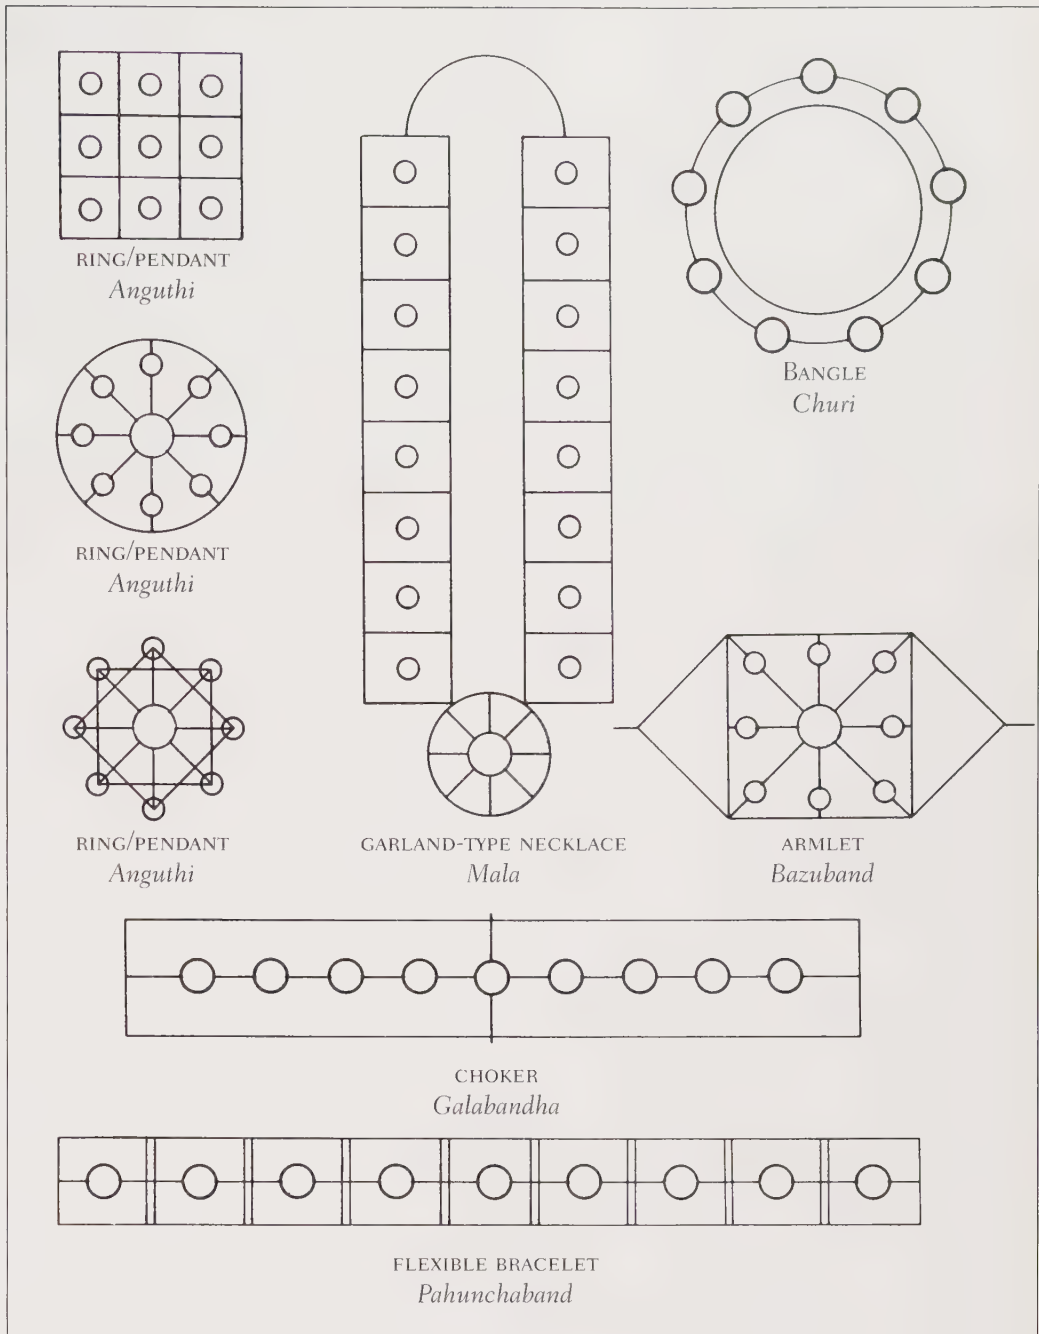 RING/PENDANT
Anguthi
RING/PENDANT
Anguthi
RING/PENDANT
Anguthi
GARLAND-TYPE NECKLACE
Mala
BANGLE
Churi
ARMLET
Bazuband
CHOKER
Galabandha
FLEXIBLE BRACELET
Pahunchaband